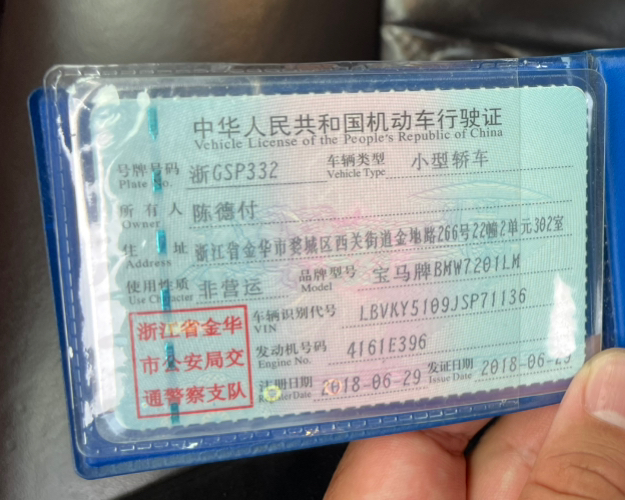 中华人民共和国机动车行驶证
Vehicle License of the People's Republic of China
号牌号码 浙GSP332 车辆类型 小型轿车
Plate No. Vehicle Type
所有人 陈德付
Owner
住址 浙江省金华市婺城区西关街道金地路266号22幢2单元302室
Address
使用性质 非营运 品牌型号 宝马牌BMW7201LM
Use Character Model
浙江省金华
市公安局交
通警察支队
车辆识别代号 LBVKY5109JSP71136
VIN
发动机号码 4161E396
Engine No.
注册日期 2018-06-29 发证日期 2018-06-29
Register Date Issue Date